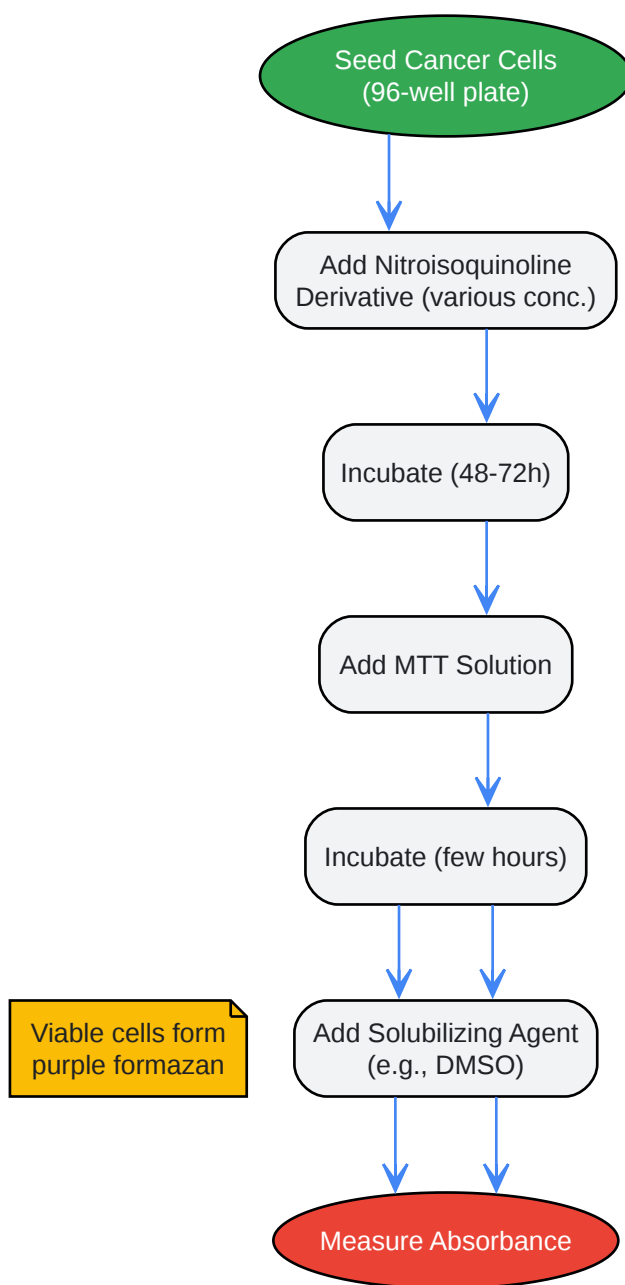 Seed Cancer Cells
(96-well plate)
Add Nitroisoquinoline
Derivative (various conc.)
Incubate (48-72h)
Add MTT Solution
Incubate (few hours)
Viable cells form
purple formazan
Add Solubilizing Agent
(e.g., DMSO)
Measure Absorbance